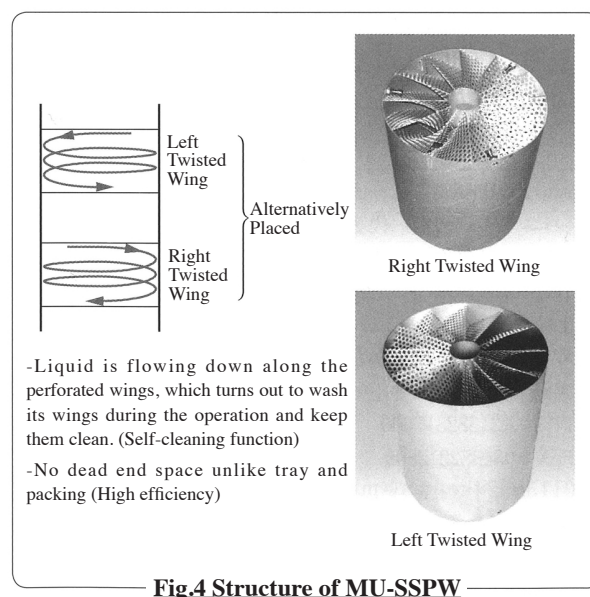 Left
Twisted
Wing
Alternatively
Placed
Right
Twisted
Wing
Right Twisted Wing
-Liquid is flowing down along the
perforated wings, which turns out to wash
its wings during the operation and keep
them clean. (Self-cleaning function)
-No dead end space unlike tray and
packing (High efficiency)
Left Twisted Wing
Fig.4 Structure of MU-SSPW